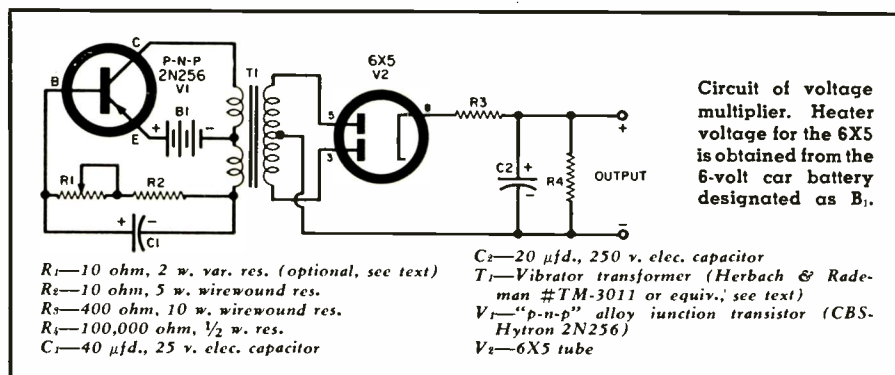 C
P-N-P
2N256
V1
B
E
B1
+
-
T1
6X5
V2
5
3
8
R3
+
C2
+
-
R4
OUTPUT
-
R1
R2
+
-
C1
Circuit of voltage
multiplier. Heater
voltage for the 6X5
is obtained from the
6-volt car battery
designated as B1.
R1—10 ohm, 2 w. var. res. (optional, see text)
R2—10 ohm, 5 w. wirewound res.
R3—400 ohm, 10 w. wirewound res.
R4—100,000 ohm, ½ w. res.
C1—40 μfd., 25 v. elec. capacitor
C2—20 μfd., 250 v. elec. capacitor
T1—Vibrator transformer (Herbach & Rade-
man #TM-3011 or equiv., see text)
V1—"p-n-p" alloy junction transistor (CBS-
Hytron 2N256)
V2—6X5 tube